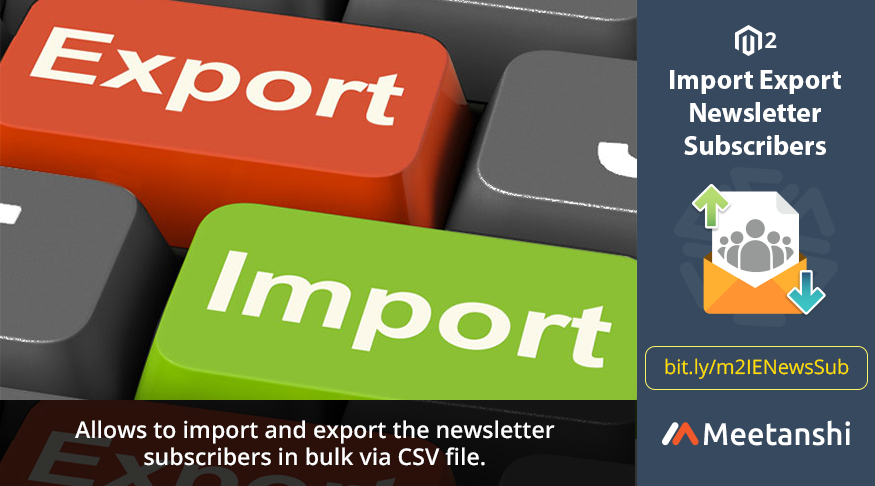 Export
Import
Allows to import and export the newsletter
subscribers in bulk via CSV file.
2
Import Export
Newsletter
Subscribers
bit.ly/m2IENewsSub
Meetanshi